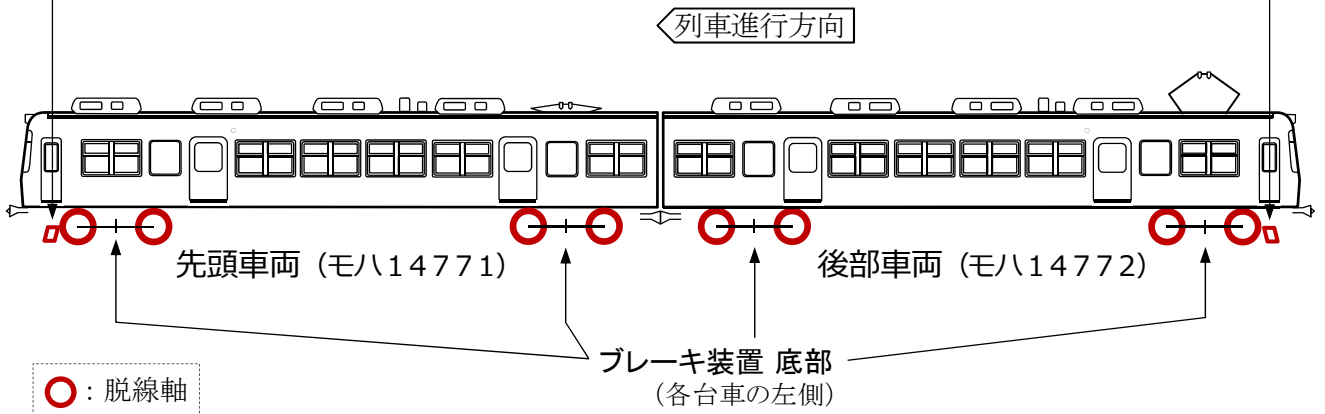 列車進行方向
先頭車両（モハ１４７７１）
後部車両（モハ１４７７２）
ブレーキ装置 底部
（各台車の左側）
：脱線軸